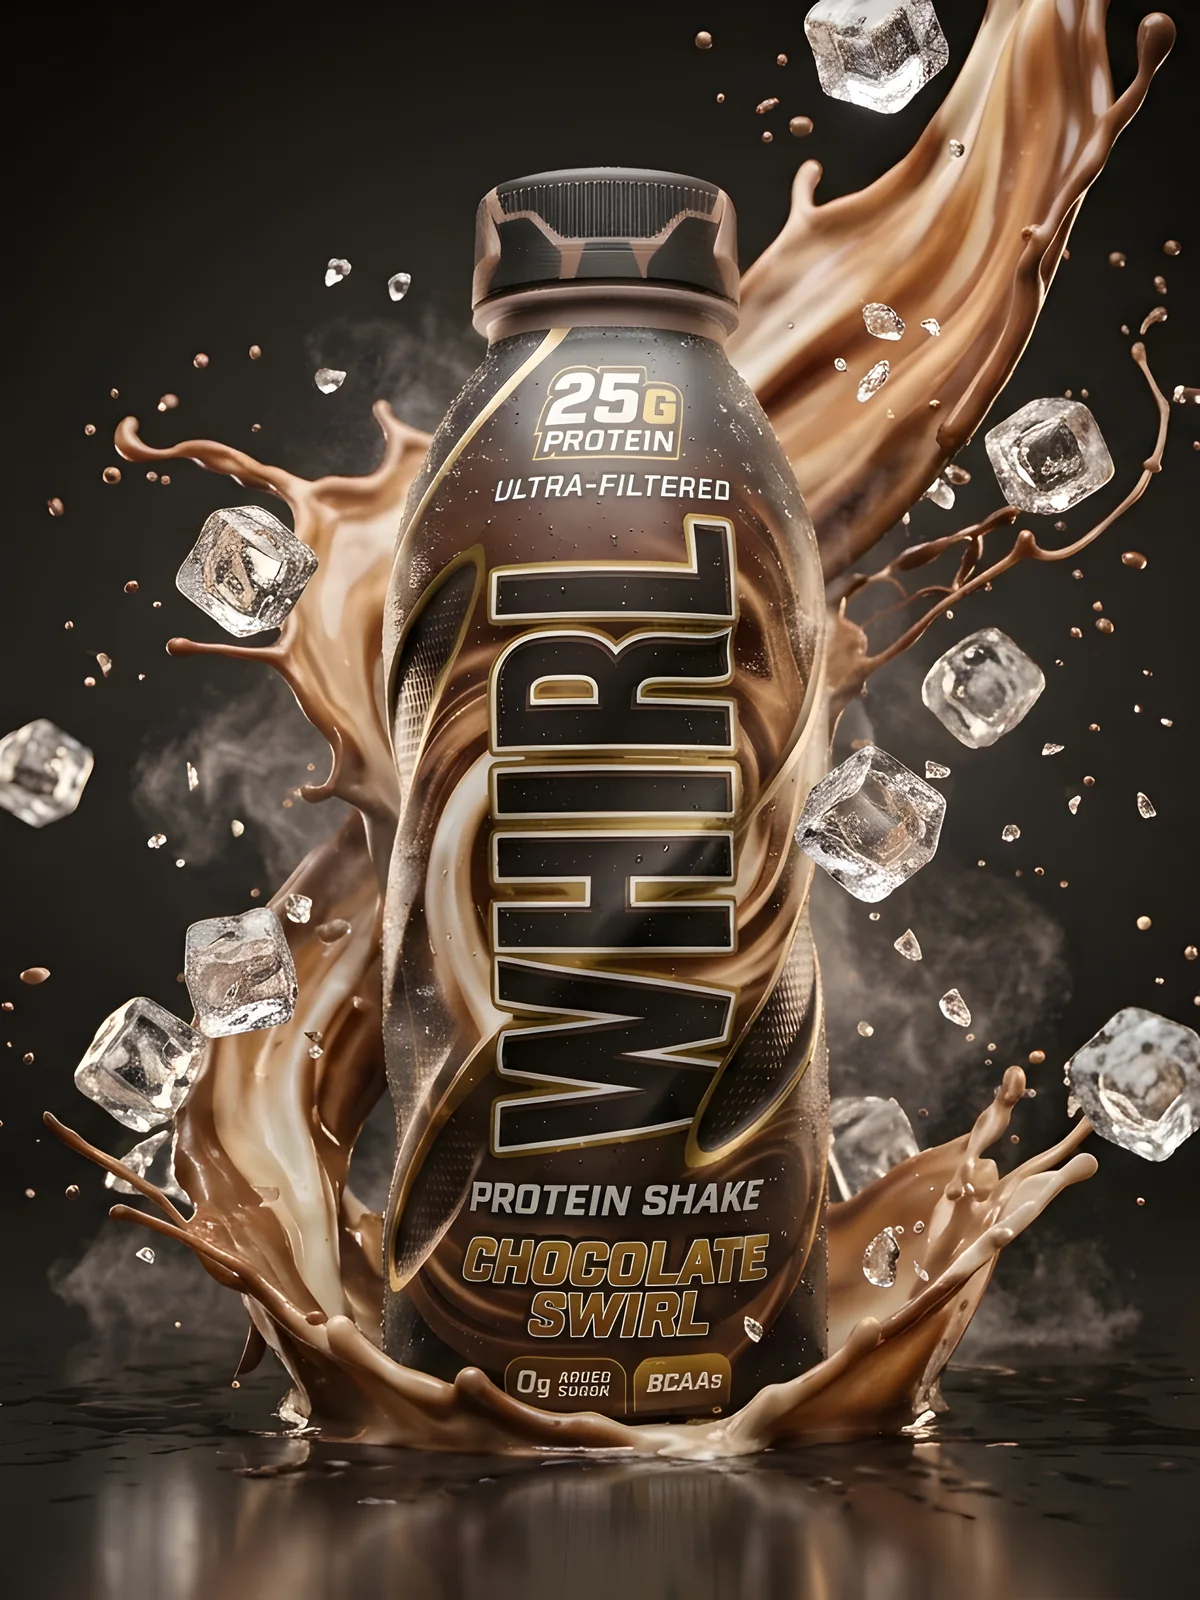 25G
PROTEIN
ULTRA-FILTERED
WHIRL
PROTEIN SHAKE
CHOCOLATE
SWIRL
0g
BCAAs